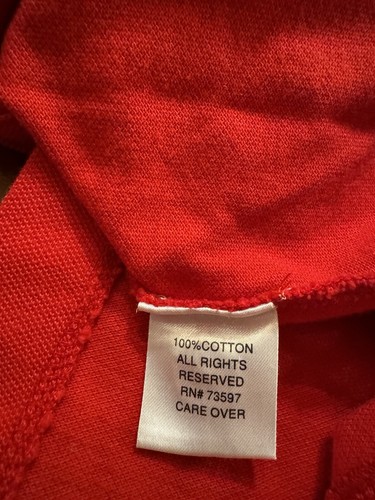 100%COTTON
ALL RIGHTS
RESERVED
RN# 73597
CARE OVER